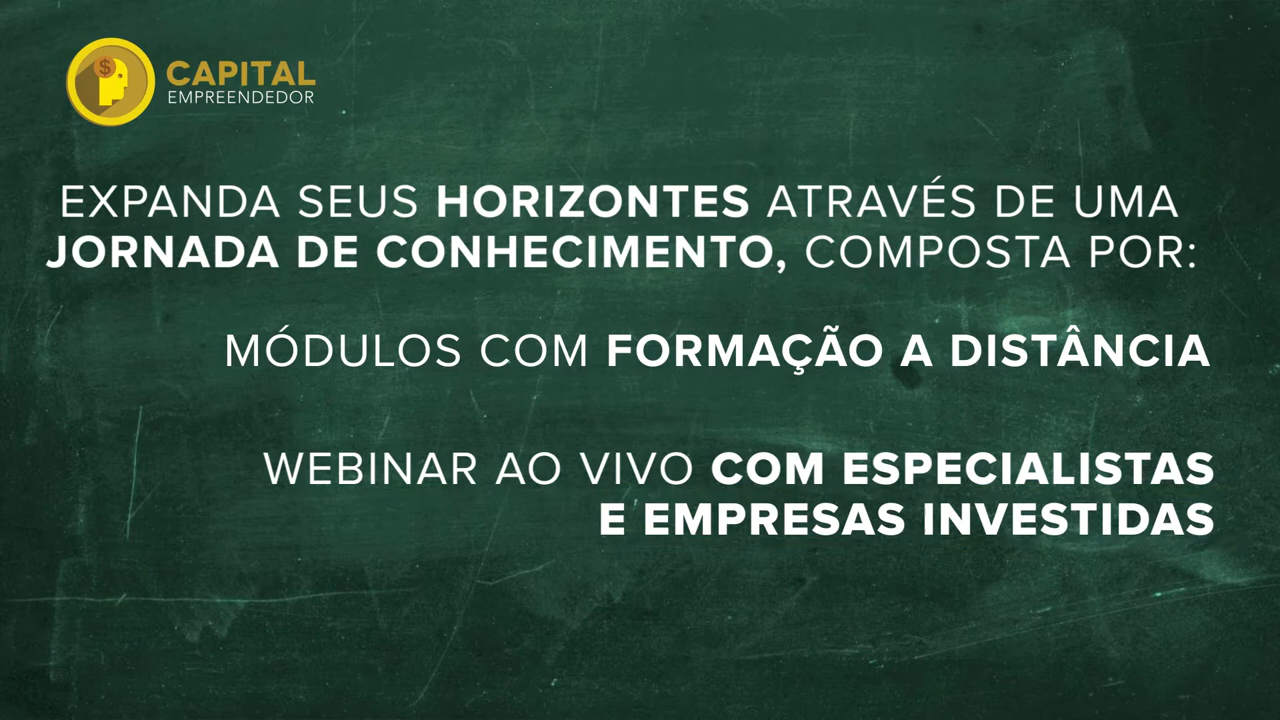 $
CAPITAL
EMPREENDEDOR
EXPANDA SEUS HORIZONTES ATRAVÉS DE UMA
JORNADA DE CONHECIMENTO, COMPOSTA POR:
MÓDULOS COM FORMAÇÃO A DISTÂNCIA
WEBINAR AO VIVO COM ESPECIALISTAS
E EMPRESAS INVESTIDAS